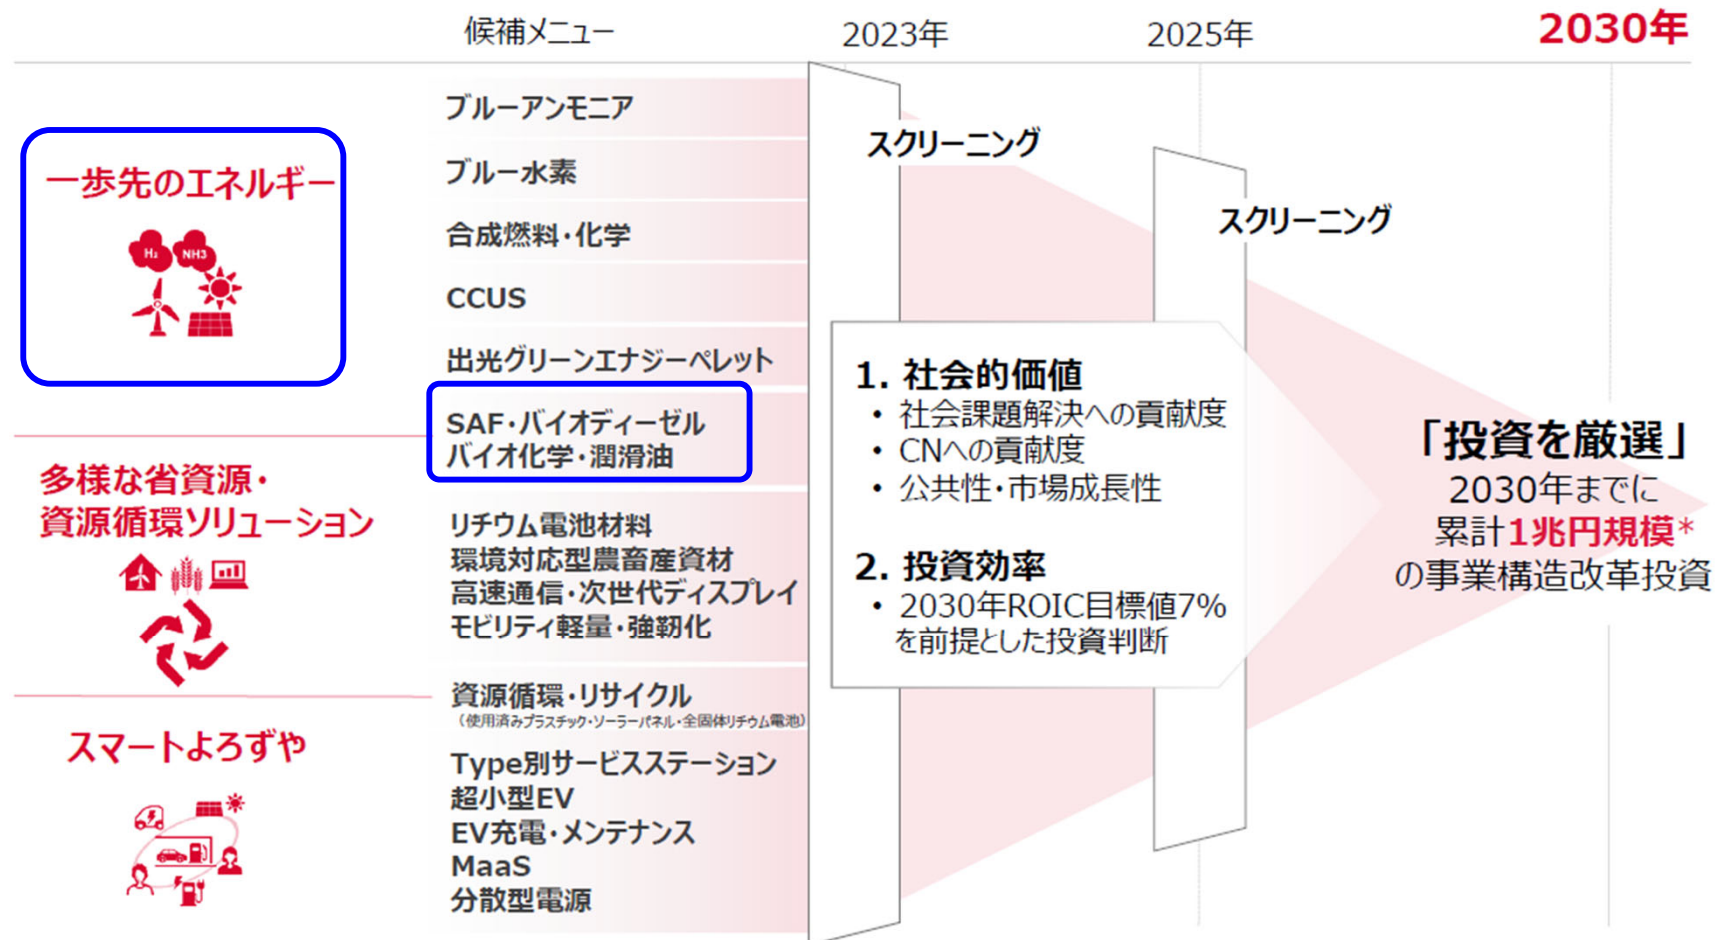 候補メニュー
2023年
2025年
2030年
一歩先のエネルギー
H₂
NH3
多様な省資源・
資源循環ソリューション
スマートよろずや
ブルーアンモニア
ブルー水素
合成燃料・化学
CCUS
出光グリーンエナジーペレット
SAF・バイオディーゼル
バイオ化学・潤滑油
リチウム電池材料
環境対応型農畜産資材
高速通信・次世代ディスプレイ
モビリティ軽量・強靭化
資源循環・リサイクル
（使用済みプラスチック・ソーラーパネル・全固体リチウム電池）
Type別サービスステーション
超小型EV
EV充電・メンテナンス
MaaS
分散型電源
スクリーニング
スクリーニング
1. 社会的価値
• 社会課題解決への貢献度
• CNへの貢献度
• 公共性・市場成長性
2. 投資効率
• 2030年ROIC目標値7%
を前提とした投資判断
「投資を厳選」
2030年までに
累計1兆円規模*
の事業構造改革投資